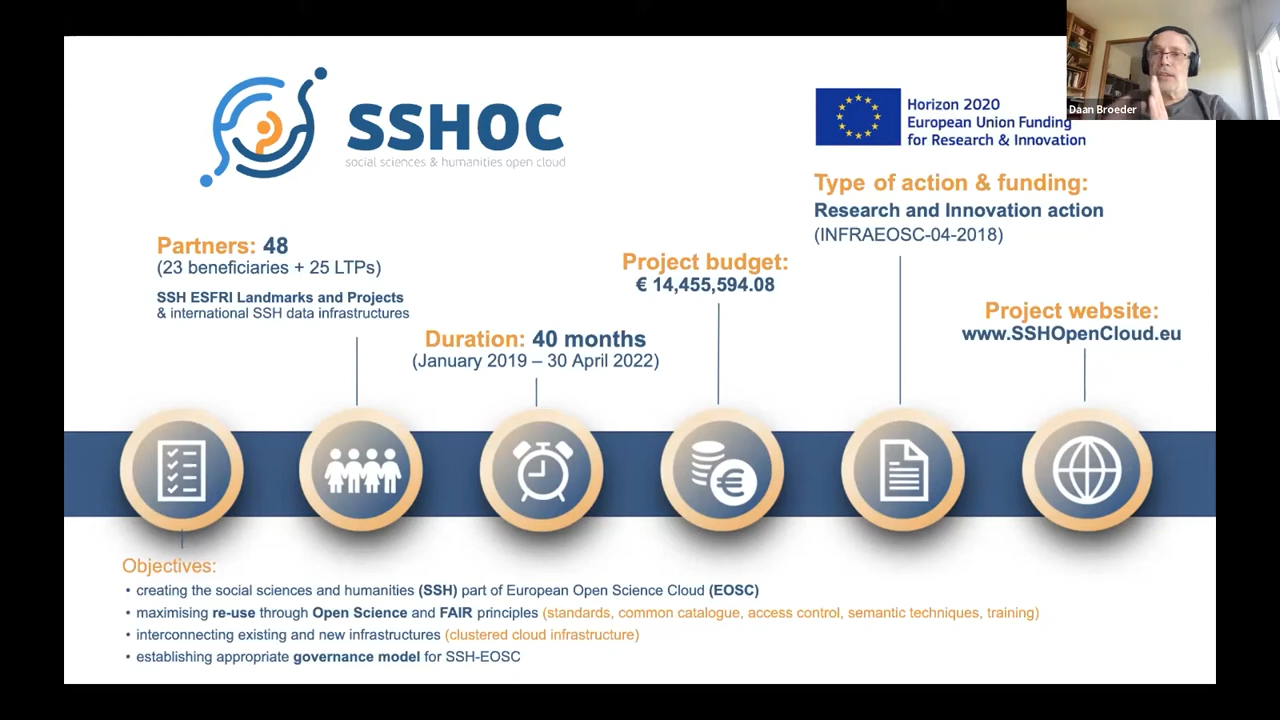 SSHOC
social sciences & humanities open cloud
Horizon 2020
European Union Funding
for Research & Innovation
Daan Broeder
Type of action & funding:
Research and Innovation action
(INFRAEOSC-04-2018)
Partners: 48
(23 beneficiaries + 25 LTPs)
SSH ESFRI Landmarks and Projects
& international SSH data infrastructures
Duration: 40 months
(January 2019 – 30 April 2022)
Project budget:
€ 14,455,594.08
Project website:
www.SSHOpenCloud.eu
Objectives:
• creating the social sciences and humanities (SSH) part of European Open Science Cloud (EOSC)
• maximising re-use through Open Science and FAIR principles (standards, common catalogue, access control, semantic techniques, training)
• interconnecting existing and new infrastructures (clustered cloud infrastructure)
• establishing appropriate governance model for SSH-EOSC